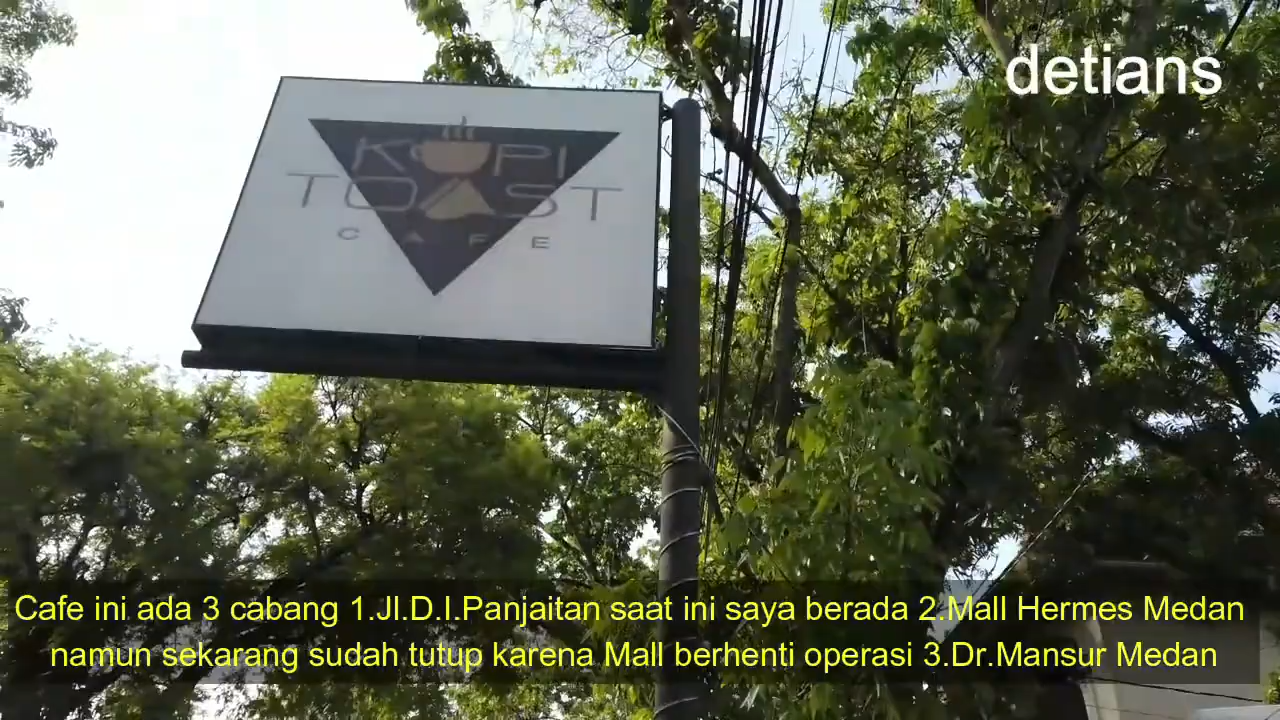 detians
KOPI
TOAST
CAFE
Cafe ini ada 3 cabang 1.Jl.D.I.Panjaitan saat ini saya berada 2.Mall Hermes Medan
namun sekarang sudah tutup karena Mall berhenti operasi 3.Dr.Mansur Medan